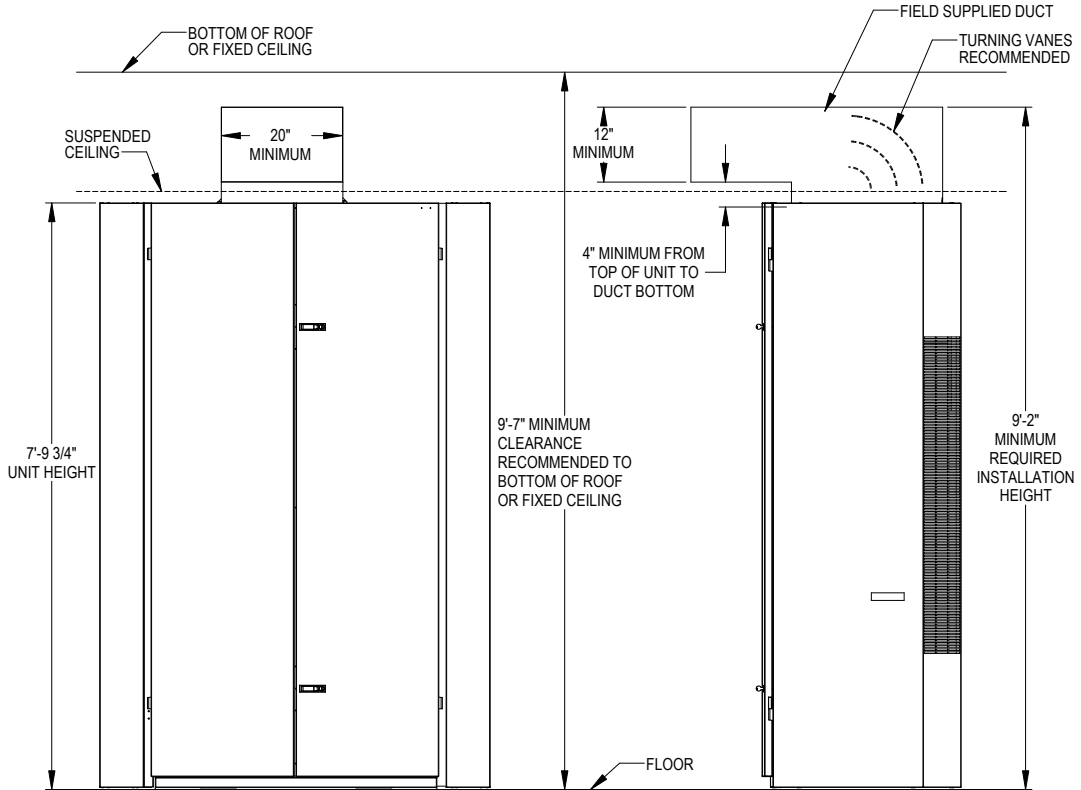 BOTTOM OF ROOF
OR FIXED CEILING
FIELD SUPPLIED DUCT
TURNING VANES
RECOMMENDED
SUSPENDED
CEILING
20"
MINIMUM
12"
MINIMUM
4" MINIMUM FROM
TOP OF UNIT TO
DUCT BOTTOM
7'-9 3/4"
UNIT HEIGHT
9'-7" MINIMUM
CLEARANCE
RECOMMENDED TO
BOTTOM OF ROOF
OR FIXED CEILING
9'-2"
MINIMUM
REQUIRED
INSTALLATION
HEIGHT
FLOOR